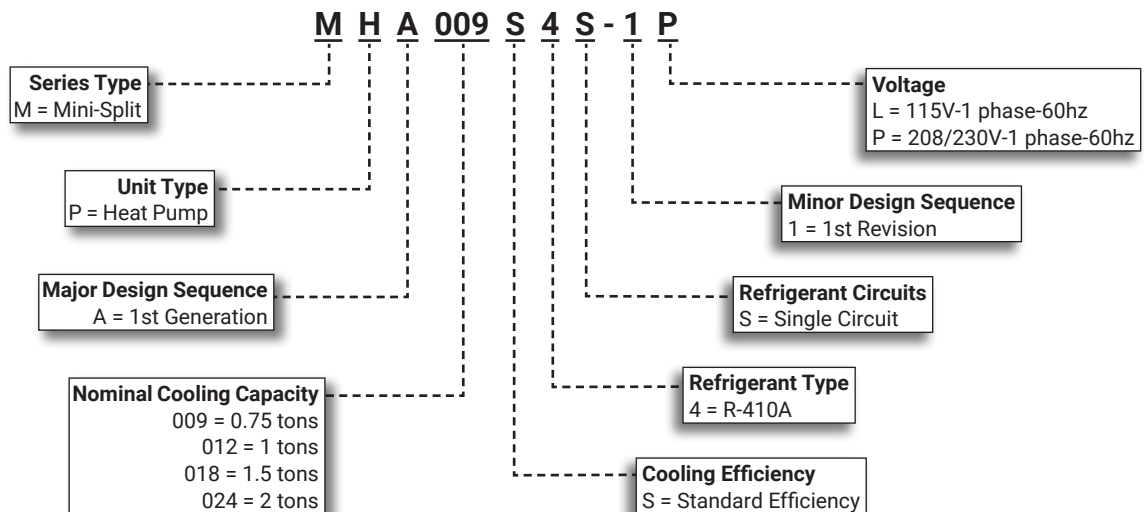 M H A 009 S 4 S - 1 P
Series Type
M = Mini-Split
Voltage
L = 115V-1 phase-60hz
P = 208/230V-1 phase-60hz
Unit Type
P = Heat Pump
Minor Design Sequence
1 = 1st Revision
Major Design Sequence
A = 1st Generation
Refrigerant Circuits
S = Single Circuit
Nominal Cooling Capacity
009 = 0.75 tons
012 = 1 tons
018 = 1.5 tons
024 = 2 tons
Refrigerant Type
4 = R-410A
Cooling Efficiency
S = Standard Efficiency